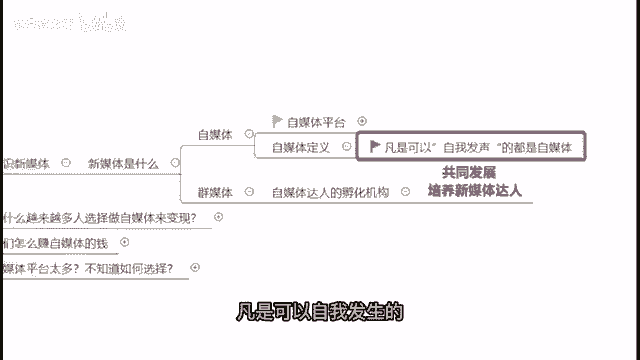 自媒体平台
自媒体
自媒体定义
凡是可以“自我发声“的都是自媒体
识新媒体
新媒体是什么
共同发展
培养新媒体达人
群媒体
自媒体达人的孵化机构
什么越来越多人选择做自媒体来变现?
们怎么赚自媒体的钱
媒体平台太多?不知道如何选择?
凡是可以自我发生的